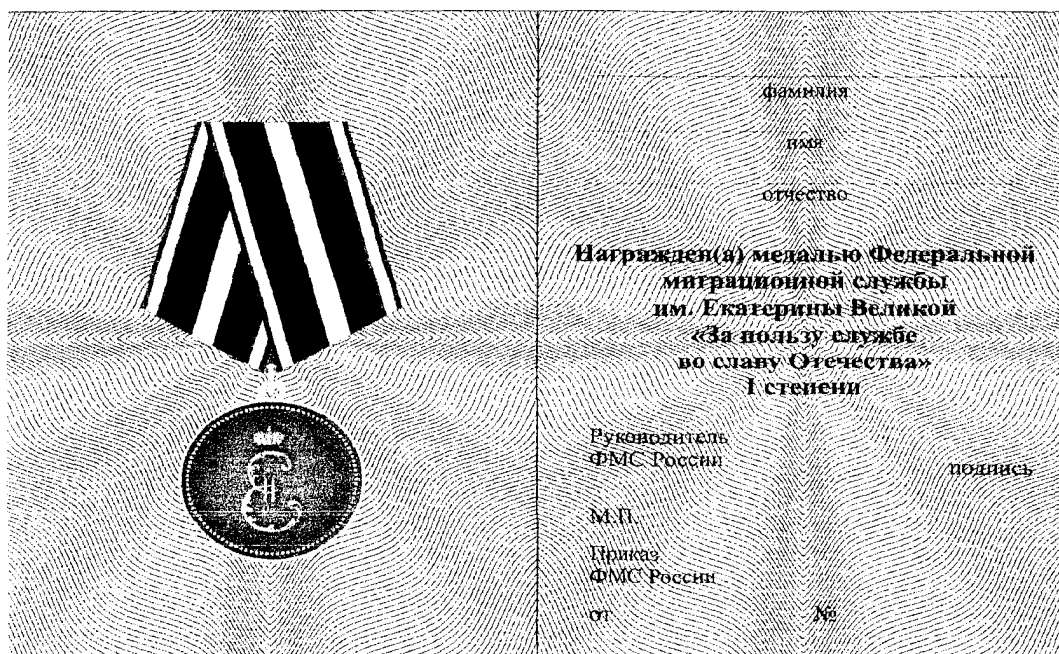 фамилия
имя
отчество
Награжден(а) медалью Федеральной
миграционной службы
им. Екатерины Великой
«За пользу службе
во славу Отечества»
I степени
Руководитель
ФМС России
подпись
М.П.
Приказ
ФМС России
от №